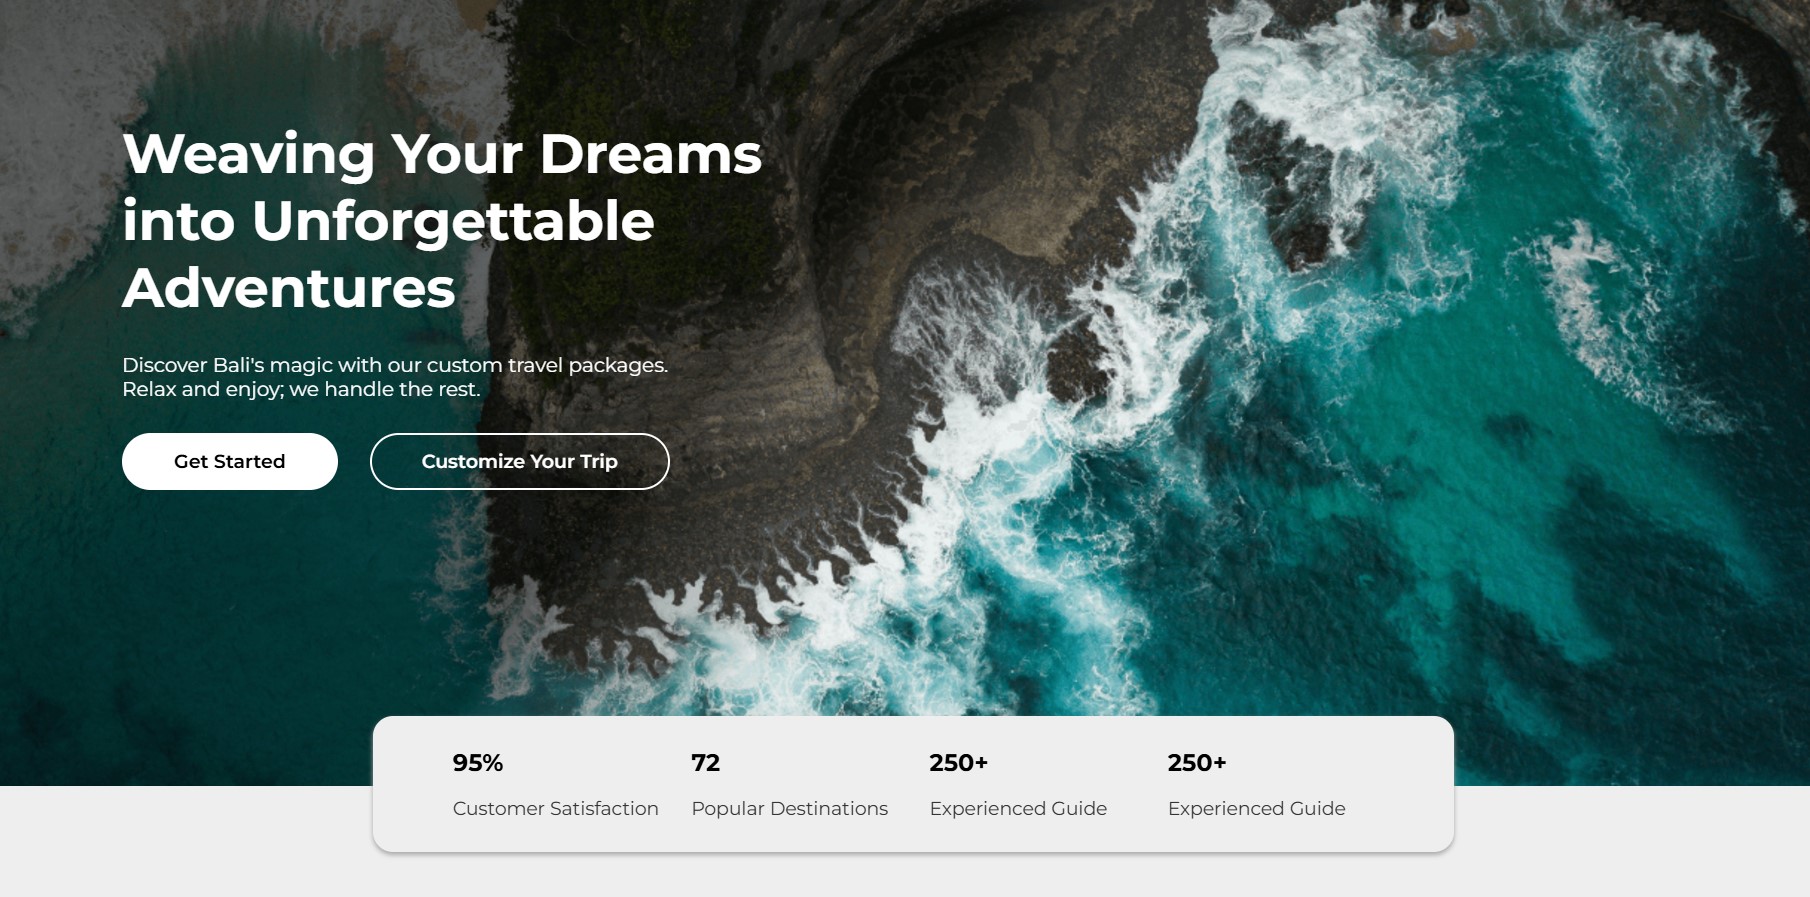 Weaving Your Dreams
into Unforgettable
Adventures
Discover Bali's magic with our custom travel packages.
Relax and enjoy; we handle the rest.
Get Started
Customize Your Trip
95%
Customer Satisfaction
72
Popular Destinations
250+
Experienced Guide
250+
Experienced Guide